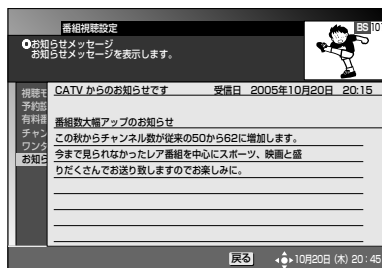 番組視聴設定
BS 10
お知らせメッセージ
お知らせメッセージを表示します。
視聴モ
予約設
有料番
チャン
ワンタ
お知ら
CATV からのお知らせです 受信日 2005年10月20日 20:15
番組数大幅アップのお知らせ
この秋からチャンネル数が従来の50から62に増加します。
今まで見られなかったレア番組を中心にスポーツ、映画と盛
りだくさんでお送り致しますのでお楽しみに。
戻る 10月20日 (木) 20:45